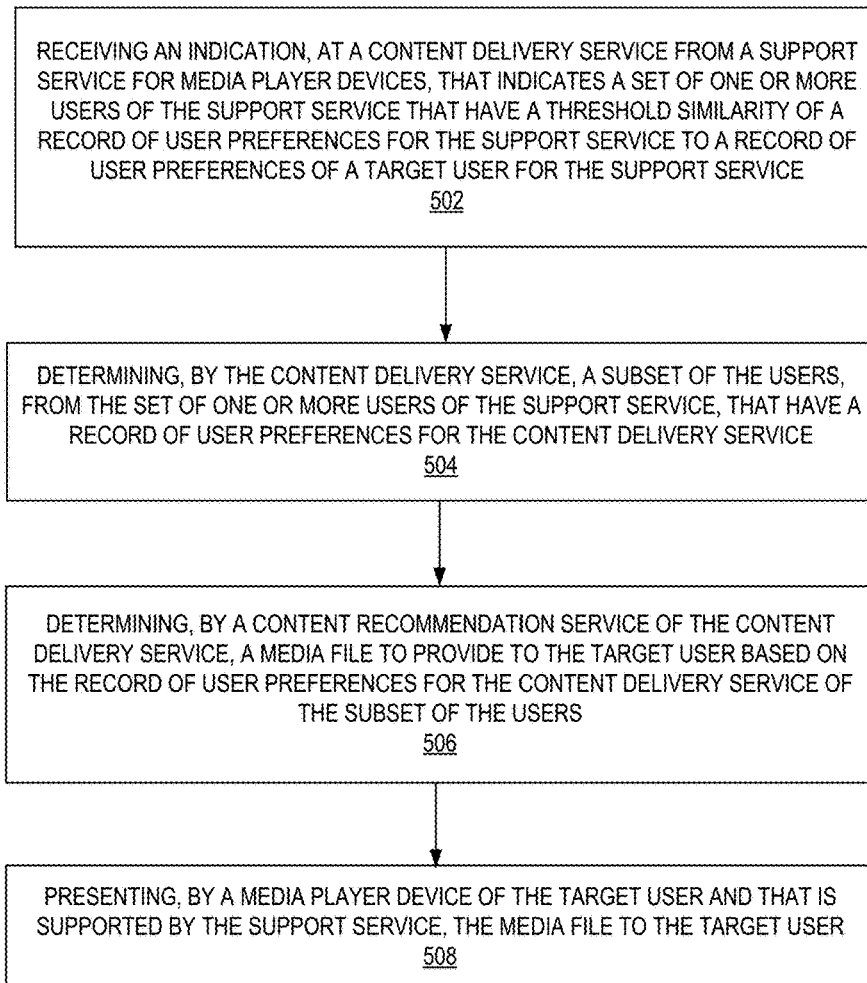 RECEIVING AN INDICATION, AT A CONTENT DELIVERY SERVICE FROM A SUPPORT
SERVICE FOR MEDIA PLAYER DEVICES, THAT INDICATES A SET OF ONE OR MORE
USERS OF THE SUPPORT SERVICE THAT HAVE A THRESHOLD SIMILARITY OF A
RECORD OF USER PREFERENCES FOR THE SUPPORT SERVICE TO A RECORD OF
USER PREFERENCES OF A TARGET USER FOR THE SUPPORT SERVICE
502
DETERMINING, BY THE CONTENT DELIVERY SERVICE, A SUBSET OF THE USERS,
FROM THE SET OF ONE OR MORE USERS OF THE SUPPORT SERVICE, THAT HAVE A
RECORD OF USER PREFERENCES FOR THE CONTENT DELIVERY SERVICE
504
DETERMINING, BY A CONTENT RECOMMENDATION SERVICE OF THE CONTENT
DELIVERY SERVICE, A MEDIA FILE TO PROVIDE TO THE TARGET USER BASED ON
THE RECORD OF USER PREFERENCES FOR THE CONTENT DELIVERY SERVICE OF
THE SUBSET OF THE USERS
506
PRESENTING, BY A MEDIA PLAYER DEVICE OF THE TARGET USER AND THAT IS
SUPPORTED BY THE SUPPORT SERVICE, THE MEDIA FILE TO THE TARGET USER
508